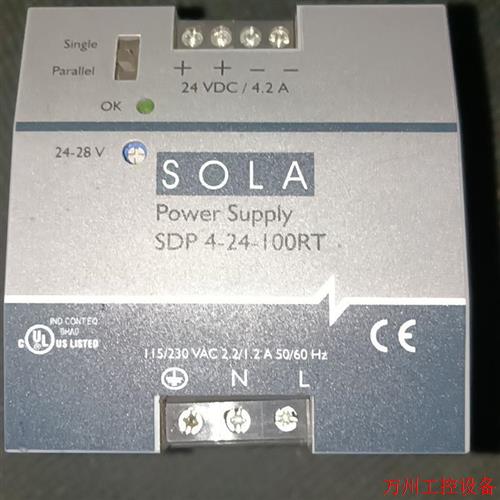 Single
Parallel
+ + – –
24 VDC / 4.2 A
OK
24-28 V
SOLA
Power Supply
SDP 4-24-100RT
IND CONT EQ
8HA0
C UL US LISTED
CE
115/230 VAC 2.2/1.2 A 50/60 Hz
N L
万州工控设备